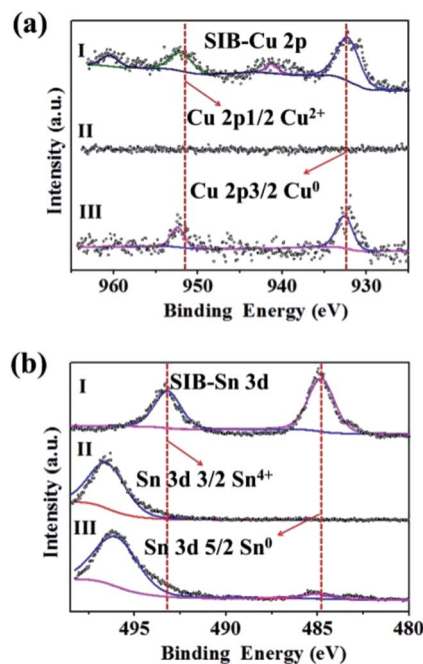 (a)
I
SIB-Cu 2p
Cu 2p1/2 Cu²⁺
II
Cu 2p3/2 Cu⁰
III
Intensity (a.u.)
960 950 940 930
Binding Energy (eV)
(b)
I
SIB-Sn 3d
II
Sn 3d 3/2 Sn⁴⁺
III
Sn 3d 5/2 Sn⁰
Intensity (a.u.)
495 490 485 480
Binding Energy (eV)